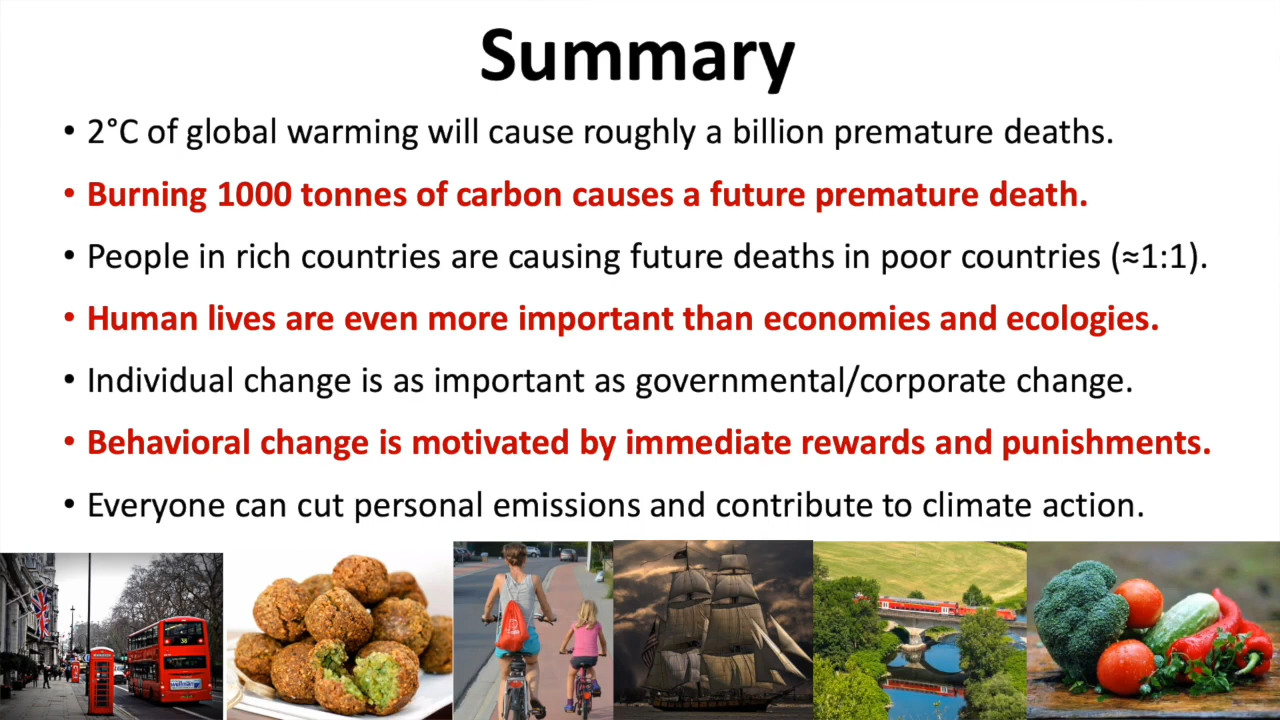 Summary
• 2°C of global warming will cause roughly a billion premature deaths.
• Burning 1000 tonnes of carbon causes a future premature death.
• People in rich countries are causing future deaths in poor countries (≈1:1).
• Human lives are even more important than economies and ecologies.
• Individual change is as important as governmental/corporate change.
• Behavioral change is motivated by immediate rewards and punishments.
• Everyone can cut personal emissions and contribute to climate action.